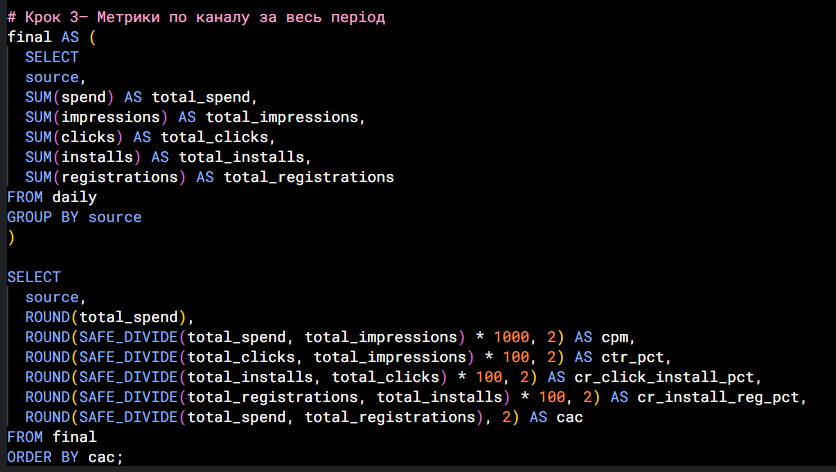 # Крок 3— Метрики по каналу за весь період
final AS (
SELECT
source,
SUM(spend) AS total_spend,
SUM(impressions) AS total_impressions,
SUM(clicks) AS total_clicks,
SUM(installs) AS total_installs,
SUM(registrations) AS total_registrations
FROM daily
GROUP BY source
)
SELECT
source,
ROUND(total_spend),
ROUND(SAFE_DIVIDE(total_spend, total_impressions) * 1000, 2) AS cpm,
ROUND(SAFE_DIVIDE(total_clicks, total_impressions) * 100, 2) AS ctr_pct,
ROUND(SAFE_DIVIDE(total_installs, total_clicks) * 100, 2) AS cr_click_install_pct,
ROUND(SAFE_DIVIDE(total_registrations, total_installs) * 100, 2) AS cr_install_reg_pct,
ROUND(SAFE_DIVIDE(total_spend, total_registrations), 2) AS cac
FROM final
ORDER BY cac;